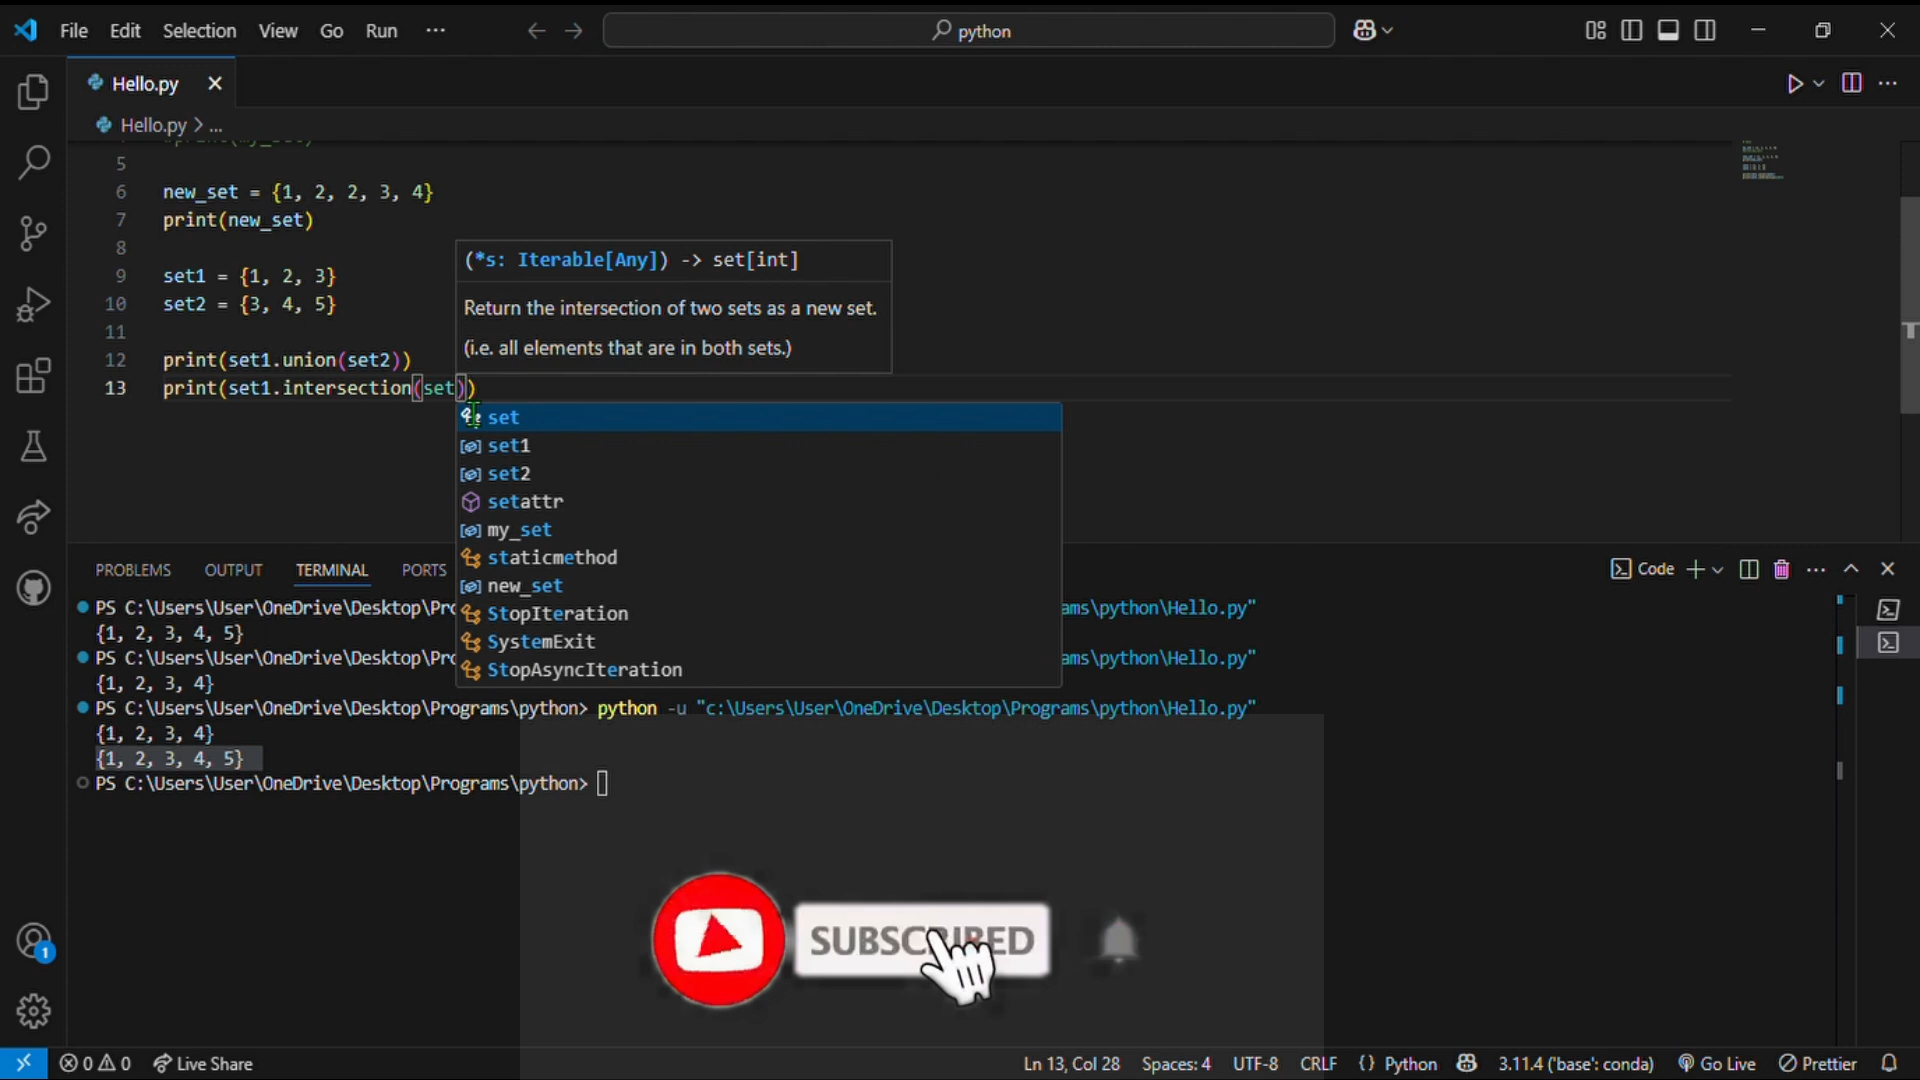 File Edit Selection View Go Run ···
python
Hello.py
Hello.py > ...
5
6 new_set = {1, 2, 2, 3, 4}
7 print(new_set)
8
9 set1 = {1, 2, 3}
10 set2 = {3, 4, 5}
11
12 print(set1.union(set2))
13 print(set1.intersection(set))
(*s: Iterable[Any]) -> set[int]
Return the intersection of two sets as a new set.
(i.e. all elements that are in both sets.)
set
set1
set2
setattr
my_set
staticmethod
new_set
StopIteration
SystemExit
StopAsyncIteration
PROBLEMS OUTPUT TERMINAL PORTS
Code
PS C:\Users\User\OneDrive\Desktop\Pro ams\python\Hello.py"
{1, 2, 3, 4, 5}
PS C:\Users\User\OneDrive\Desktop\Pro ams\python\Hello.py"
{1, 2, 3, 4}
PS C:\Users\User\OneDrive\Desktop\Programs\python> python -u "c:\Users\User\OneDrive\Desktop\Programs\python\Hello.py"
{1, 2, 3, 4}
{1, 2, 3, 4, 5}
PS C:\Users\User\OneDrive\Desktop\Programs\python>
SUBSCRIBED
1
0 0 Live Share Ln 13, Col 28 Spaces: 4 UTF-8 CRLF {} Python 3.11.4 ('base': conda) Go Live Prettier